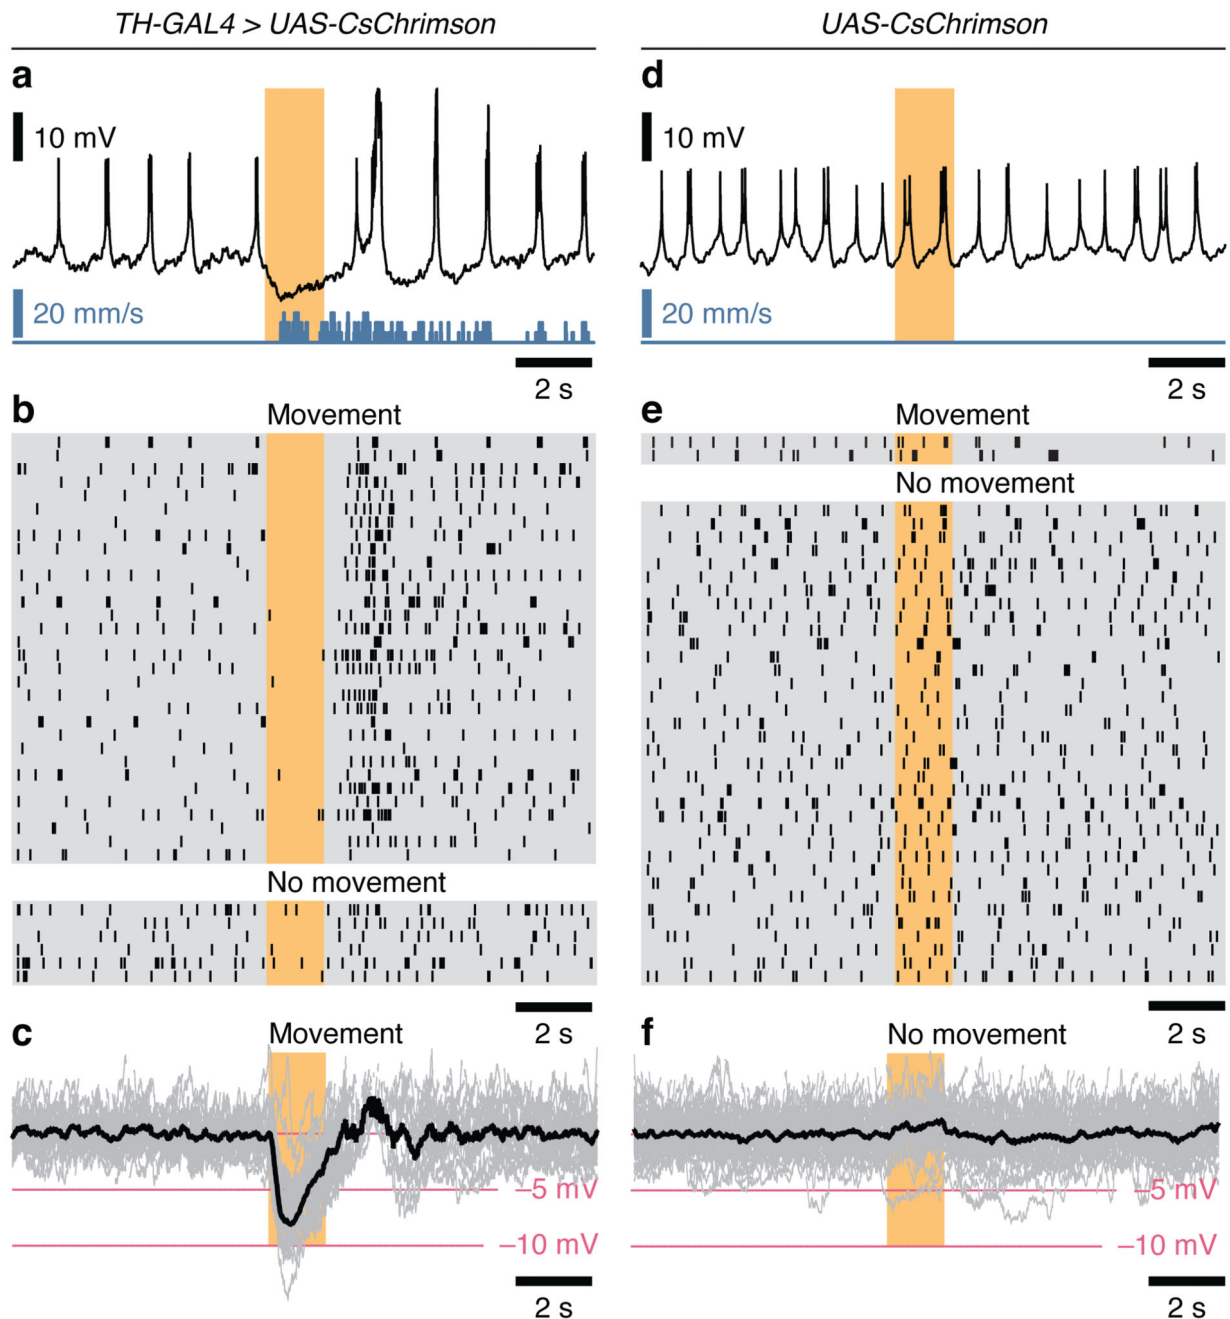 TH-GAL4 > UAS-CsChrimson
UAS-CsChrimson
a
10 mV
20 mm/s
2 s
d
10 mV
20 mm/s
2 s
b
Movement
No movement
2 s
e
Movement
No movement
2 s
c
Movement
–5 mV
–10 mV
2 s
f
No movement
–5 mV
–10 mV
2 s